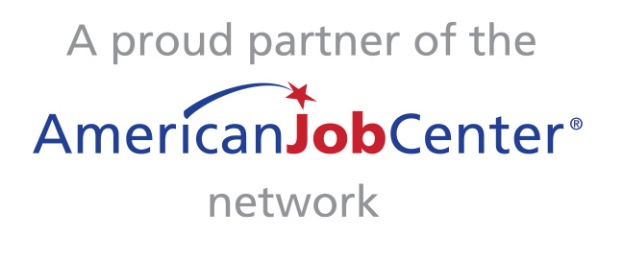 A proud partner of the
AmericanJobCenter®
network